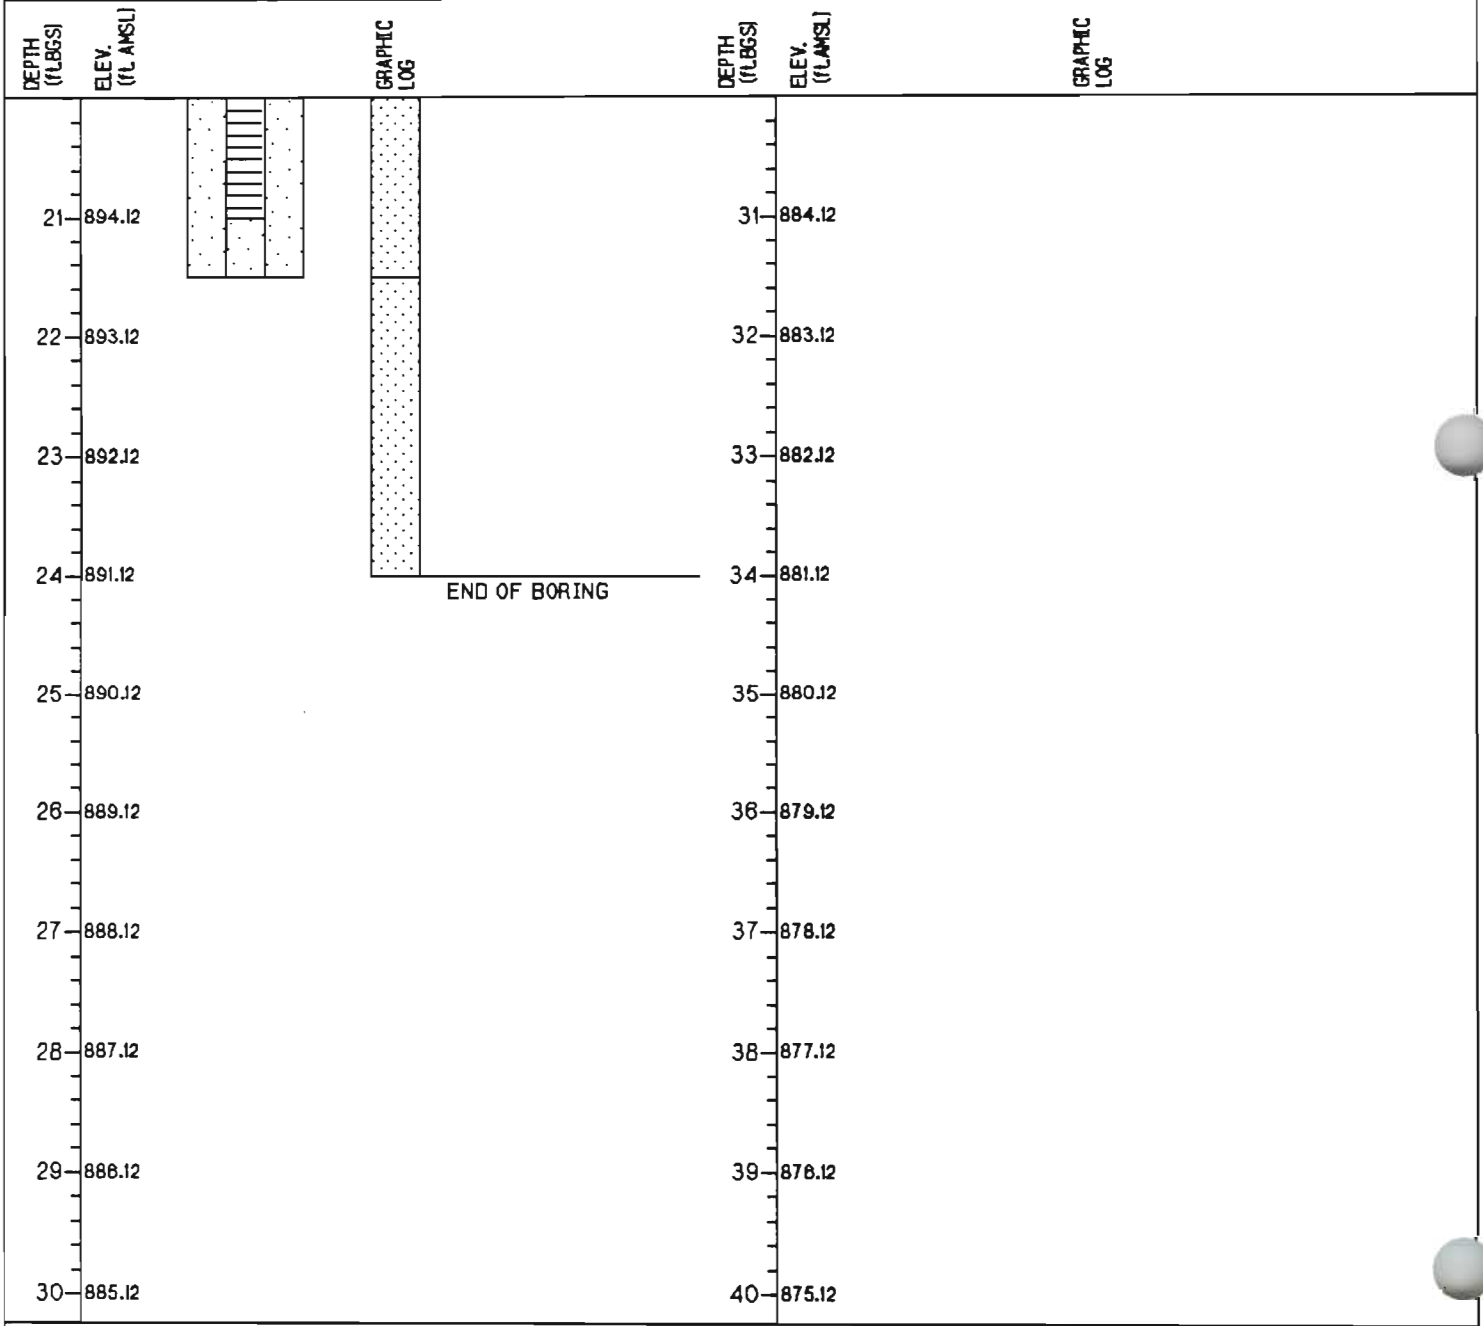 DEPTH
(ft.BGS)
ELEV.
(ft.AMSL)
GRAPHIC
LOG
DEPTH
(ft.BGS)
ELEV.
(ft.AMSL)
GRAPHIC
LOG
21 894.12
22 893.12
23 892.12
24 891.12
END OF BORING
25 890.12
26 889.12
27 888.12
28 887.12
29 886.12
30 885.12
31 884.12
32 883.12
33 882.12
34 881.12
35 880.12
36 879.12
37 878.12
38 877.12
39 876.12
40 875.12